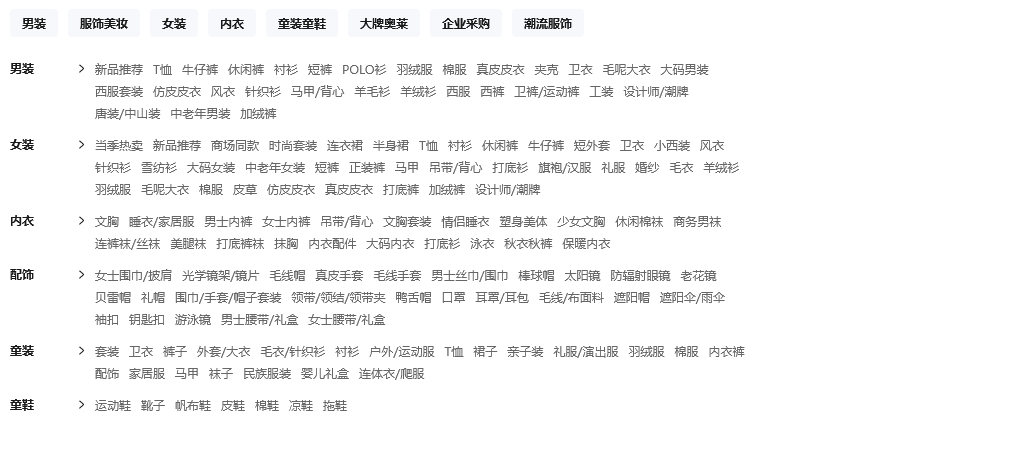 男装 服饰美妆 女装 内衣 童装童鞋 大牌奥莱 企业采购 潮流服饰
男装 > 新品推荐 T恤 牛仔裤 休闲裤 衬衫 短裤 POLO衫 羽绒服 棉服 真皮皮衣 夹克 卫衣 毛呢大衣 大码男装
西服套装 仿皮皮衣 风衣 针织衫 马甲/背心 羊毛衫 羊绒衫 西服 西裤 卫裤/运动裤 工装 设计师/潮牌
唐装/中山装 中老年男装 加绒裤
女装 > 当季热卖 新品推荐 商场同款 时尚套装 连衣裙 半身裙 T恤 衬衫 休闲裤 牛仔裤 短外套 卫衣 小西装 风衣
针织衫 雪纺衫 大码女装 中老年女装 短裤 正装裤 马甲 吊带/背心 打底衫 旗袍/汉服 礼服 婚纱 毛衣 羊绒衫
羽绒服 毛呢大衣 棉服 皮草 仿皮皮衣 真皮皮衣 打底裤 加绒裤 设计师/潮牌
内衣 > 文胸 睡衣/家居服 男士内裤 女士内裤 吊带/背心 文胸套装 情侣睡衣 塑身美体 少女文胸 休闲棉袜 商务男袜
连裤袜/丝袜 美腿袜 打底裤袜 抹胸 内衣配件 大码内衣 打底衫 泳衣 秋衣秋裤 保暖内衣
配饰 > 女士围巾/披肩 光学镜架/镜片 毛线帽 真皮手套 毛线手套 男士丝巾/围巾 棒球帽 太阳镜 防辐射眼镜 老花镜
贝雷帽 礼帽 围巾/手套/帽子套装 领带/领结/领带夹 鸭舌帽 口罩 耳罩/耳包 毛线/布面料 遮阳帽 遮阳伞/雨伞
袖扣 钥匙扣 游泳镜 男士腰带/礼盒 女士腰带/礼盒
童装 > 套装 卫衣 裤子 外套/大衣 毛衣/针织衫 衬衫 户外/运动服 T恤 裙子 亲子装 礼服/演出服 羽绒服 棉服 内衣裤
配饰 家居服 马甲 袜子 民族服装 婴儿礼盒 连体衣/爬服
童鞋 > 运动鞋 靴子 帆布鞋 皮鞋 棉鞋 凉鞋 拖鞋